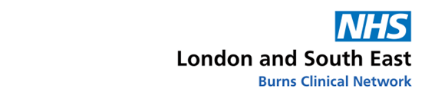 NHS
London and South East
Burns Clinical Network